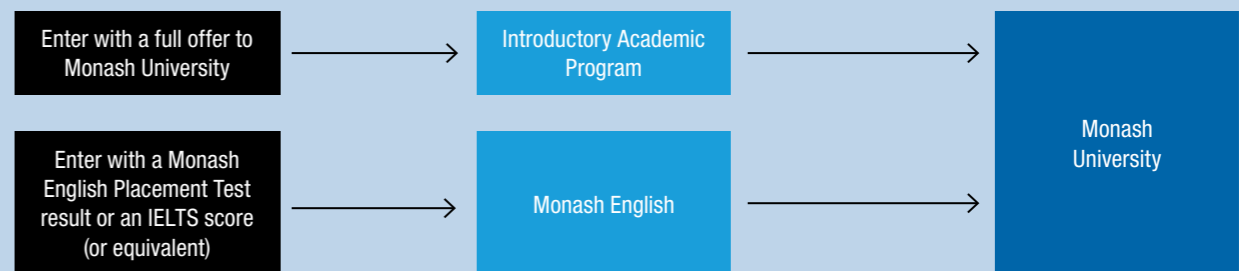 Enter with a full offer to
Monash University
Introductory Academic
Program
Enter with a Monash
English Placement Test
result or an IELTS score
(or equivalent)
Monash English
Monash
University